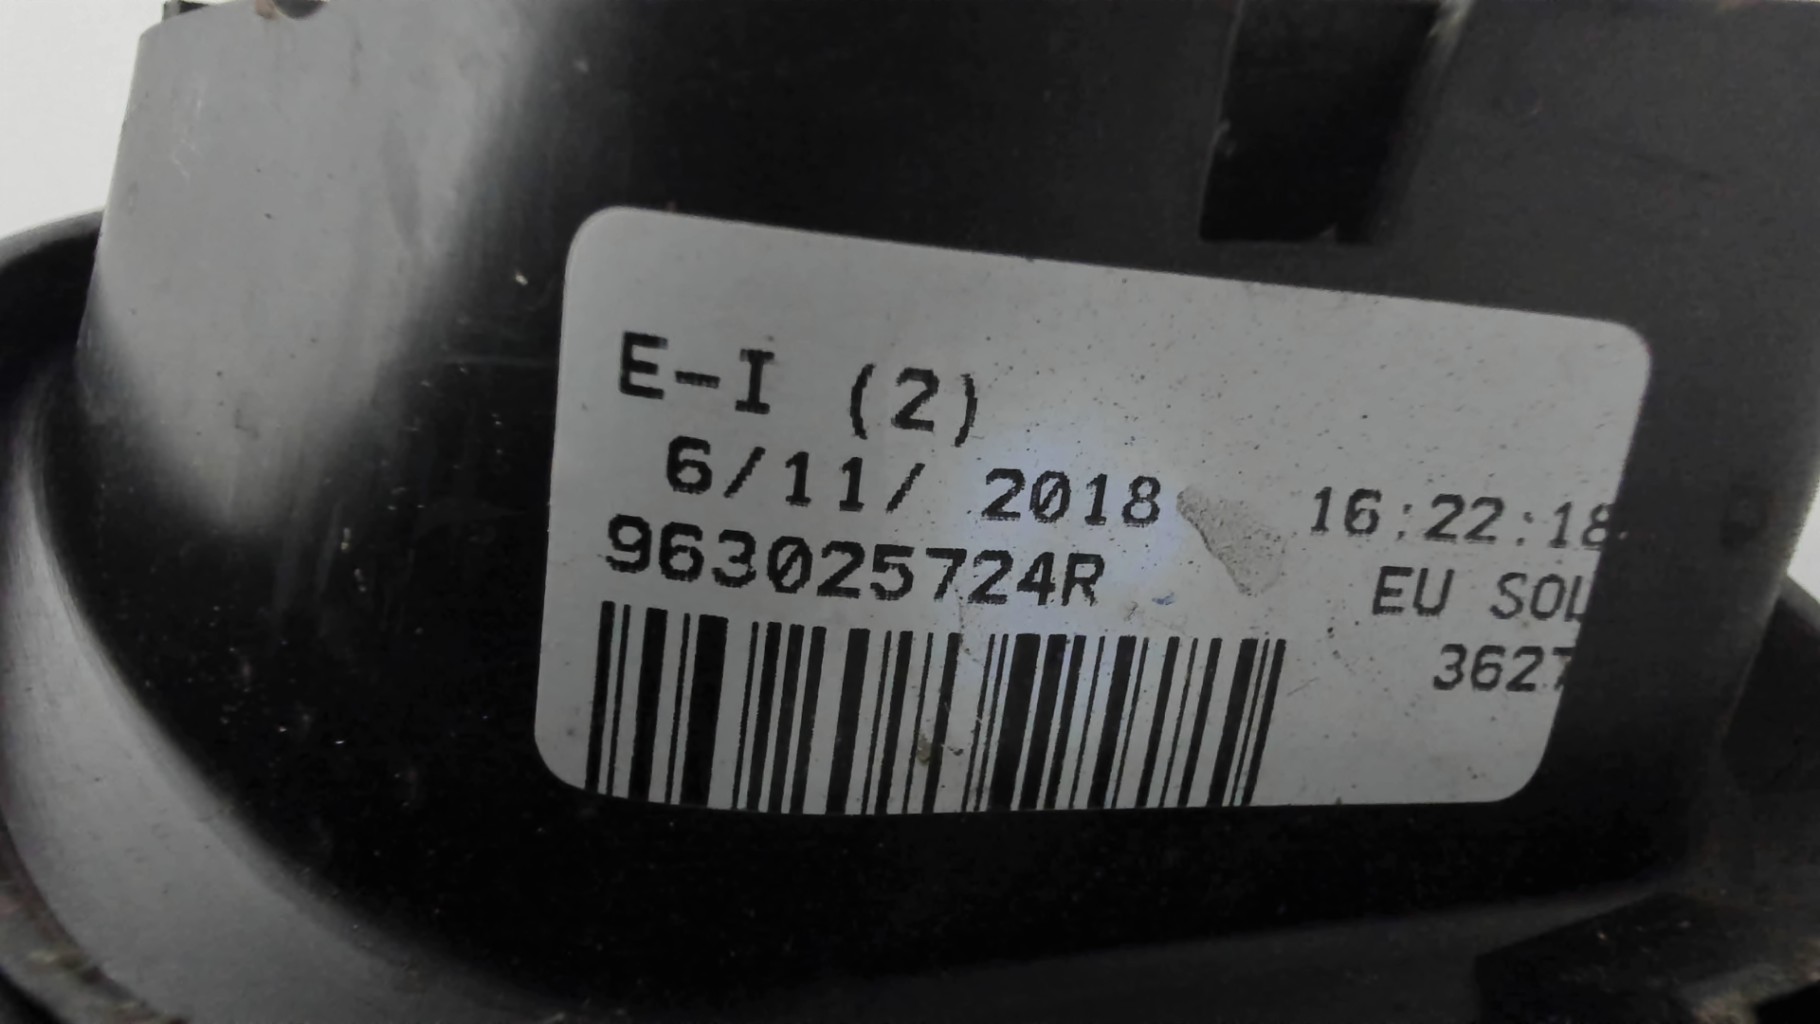 E-I (2)
6/11/ 2018 16:22:18
963025724R EU SOL
3627